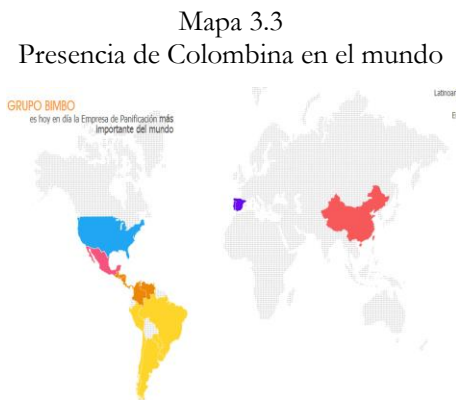 Mapa 3.3
Presencia de Colombina en el mundo
GRUPO BIMBO
es hoy en día la Empresa de Panificación más
importante del mundo
Latinoar
E